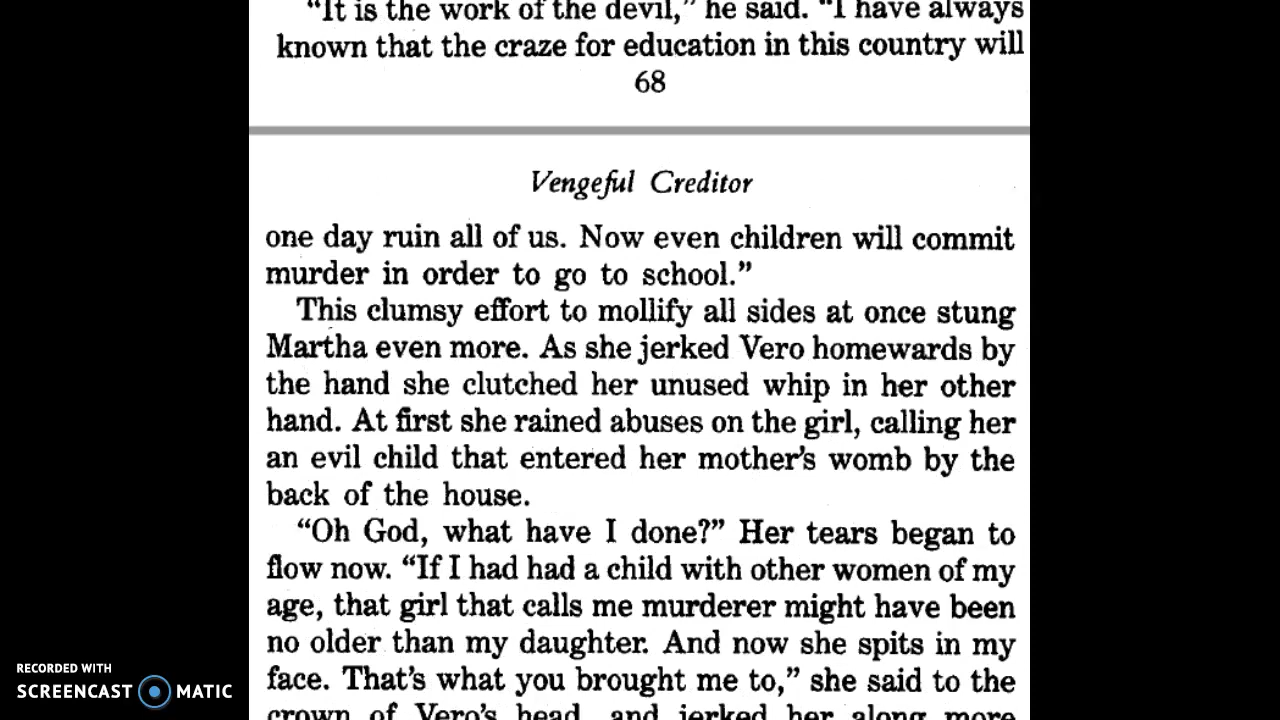 "It is the work of the devil," he said. "I have always
known that the craze for education in this country will
68
Vengeful Creditor
one day ruin all of us. Now even children will commit
murder in order to go to school."
This clumsy effort to mollify all sides at once stung
Martha even more. As she jerked Vero homewards by
the hand she clutched her unused whip in her other
hand. At first she rained abuses on the girl, calling her
an evil child that entered her mother's womb by the
back of the house.
"Oh God, what have I done?" Her tears began to
flow now. "If I had had a child with other women of my
age, that girl that calls me murderer might have been
no older than my daughter. And now she spits in my
face. That's what you brought me to," she said to the
crown of Vero's head, and jerked her along more
RECORDED WITH
SCREENCAST MATIC